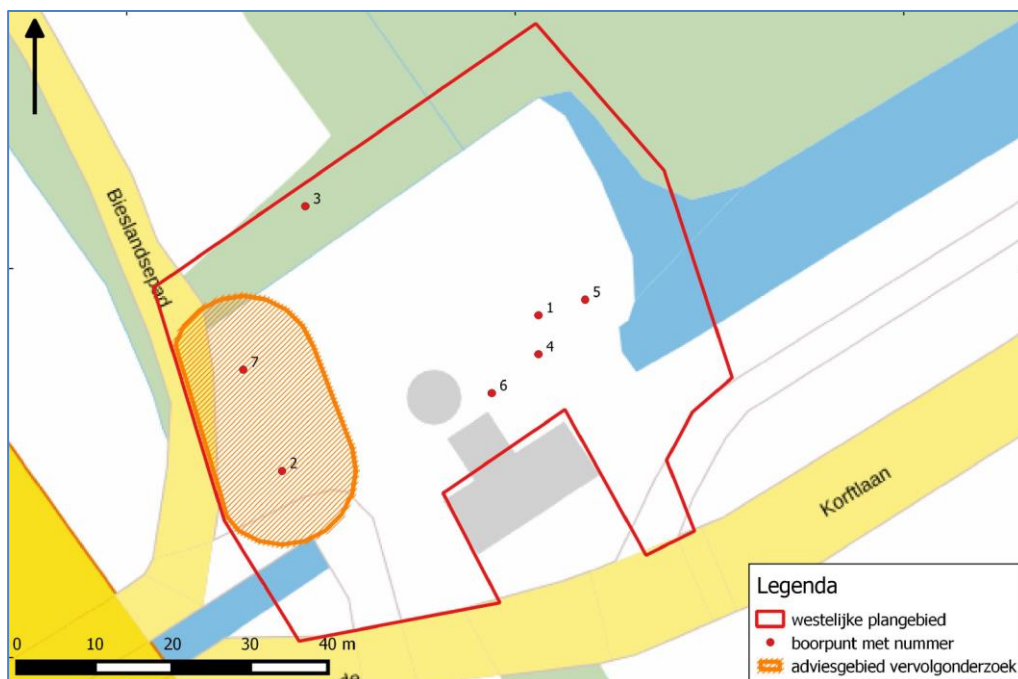 3
Bieslandsepad
5
1
4
7
6
2
Korftlaan
Legenda
westelijke plangebied
boorpunt met nummer
adviesgebied vervolgonderzoek
0 10 20 30 40 m